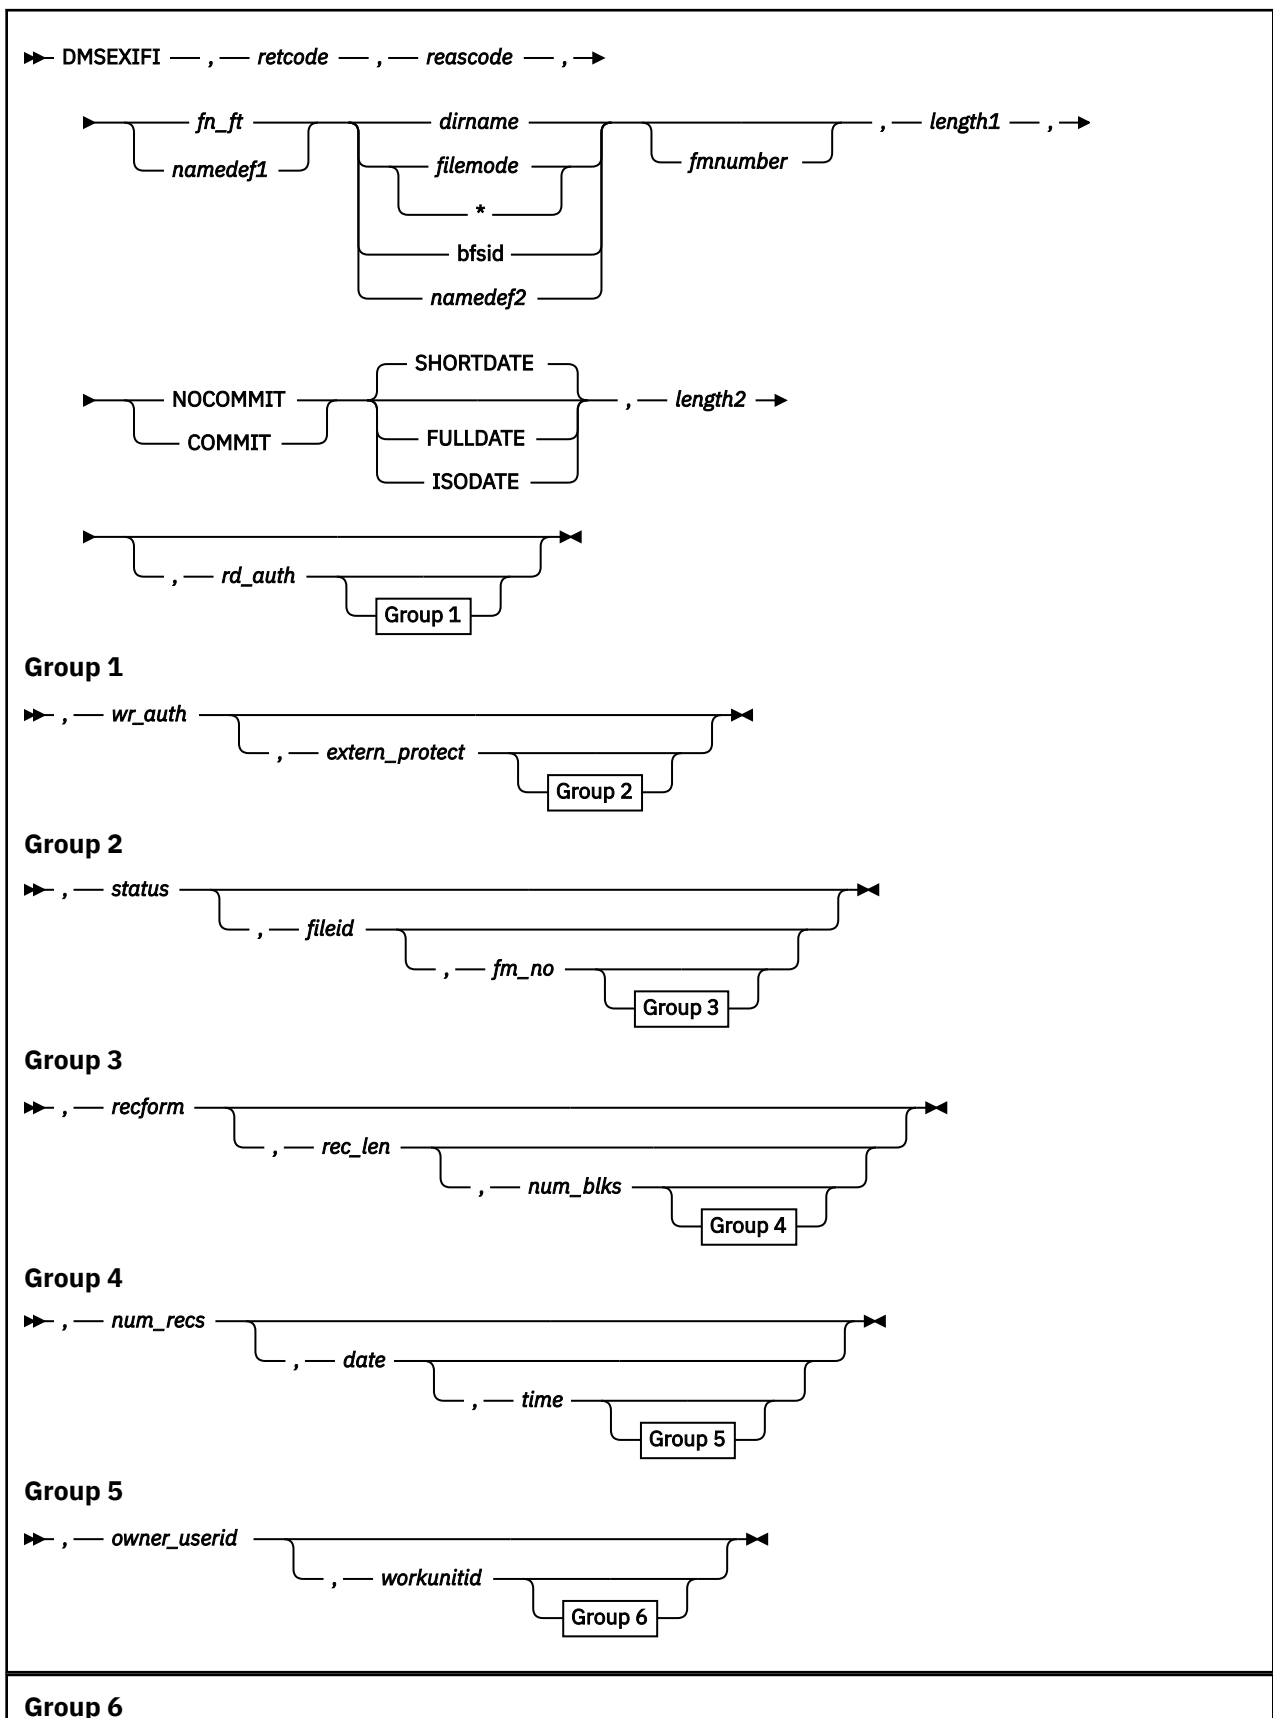 DMSEXIFI , retcode , reascode ,
fn_ft dirname , length1 ,
namedef1 filemode fmnumber
*
bfsid
namedef2
SHORTDATE
NOCOMMIT , length2
COMMIT FULLDATE
ISODATE
, rd_auth
Group 1
Group 1
, wr_auth
, extern_protect
Group 2
Group 2
, status
, fileid
, fm_no
Group 3
Group 3
, recform
, rec_len
, num_blks
Group 4
Group 4
, num_recs
, date
, time
Group 5
Group 5
, owner_userid
, workunitid
Group 6
Group 6